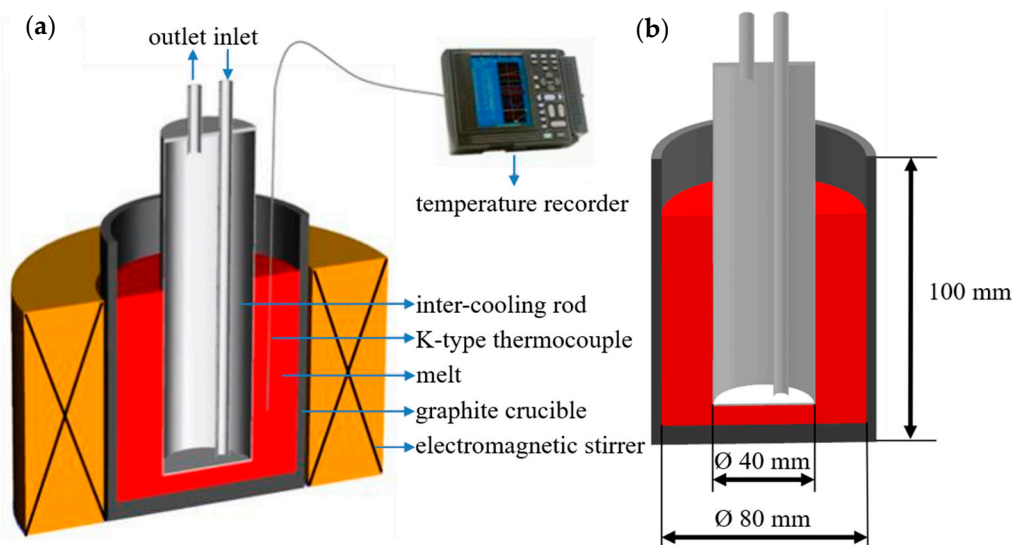 (a)
outlet inlet
temperature recorder
inter-cooling rod
K-type thermocouple
melt
graphite crucible
electromagnetic stirrer
(b)
100 mm
Ø 40 mm
Ø 80 mm